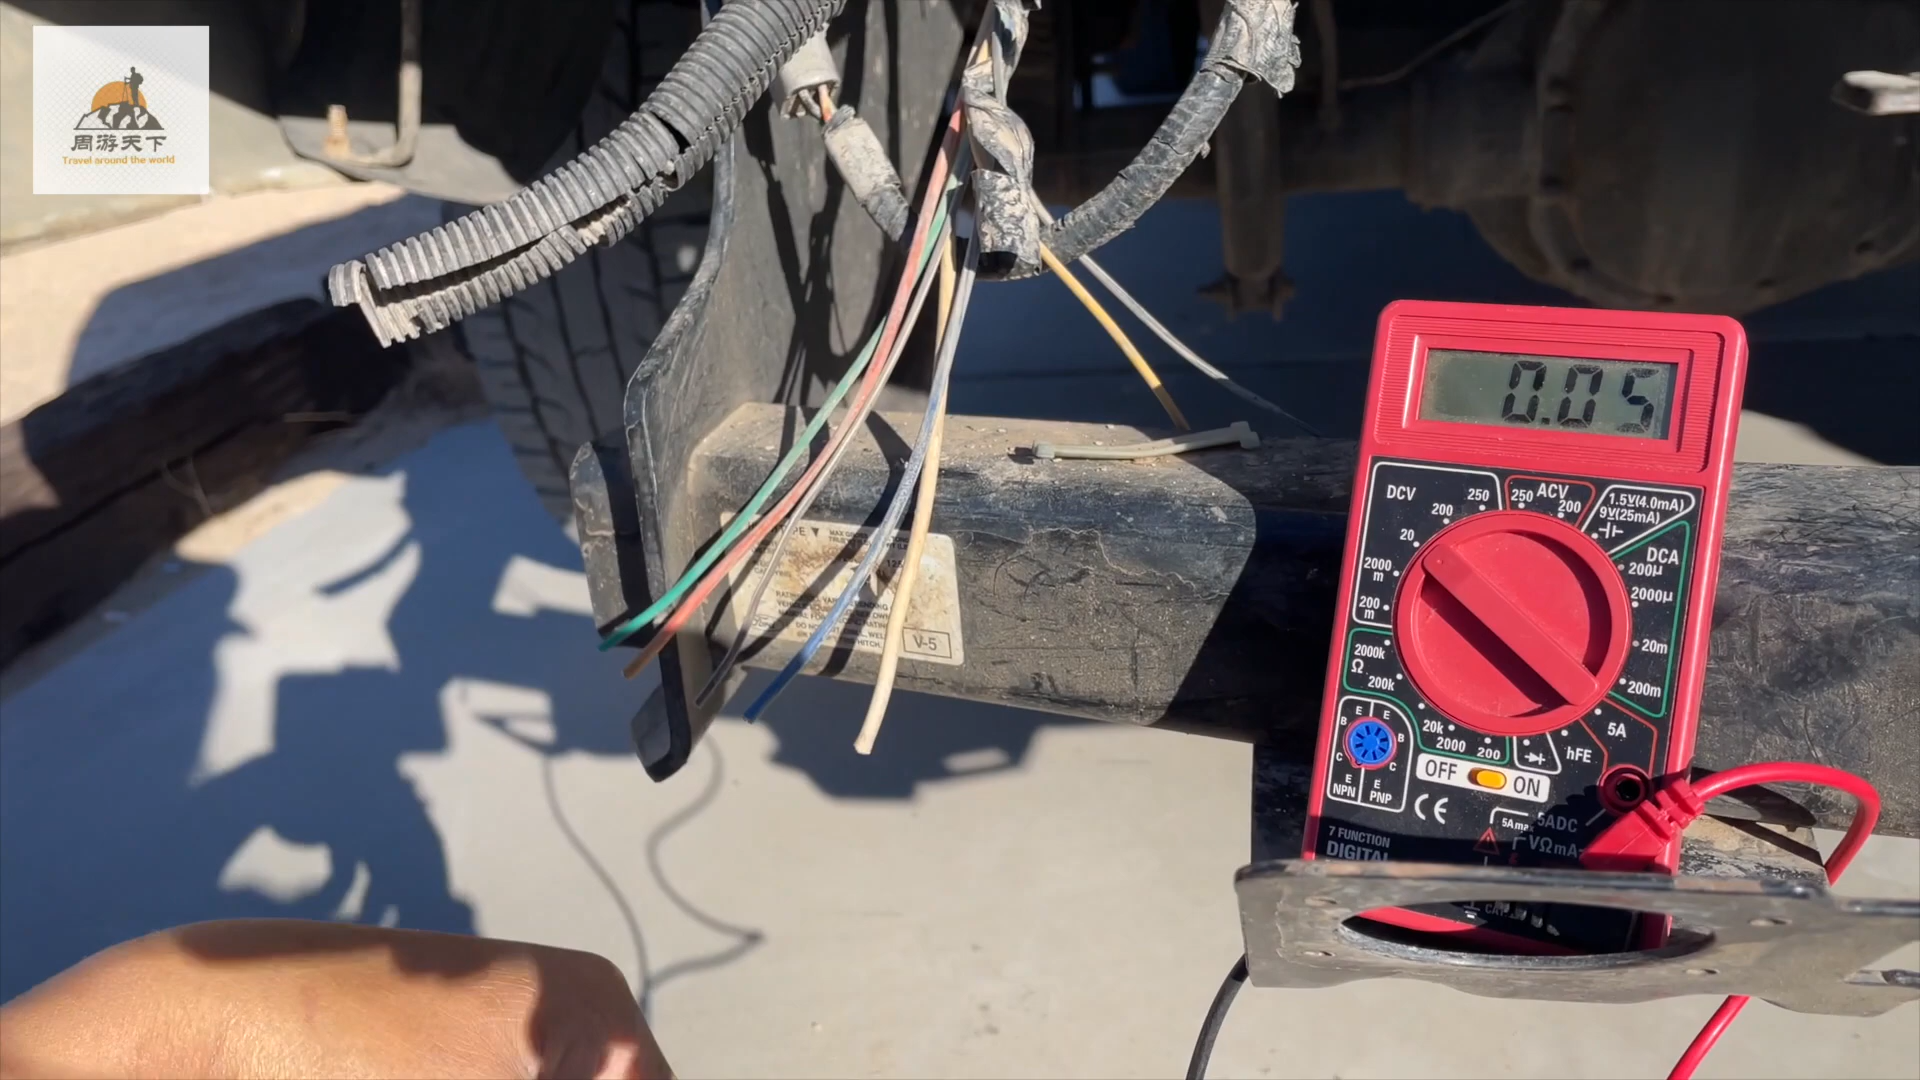 周游天下
Travel around the world
0.05
DCV
200
250
250
ACV
200
1.5V(4.0mA)
9V(25mA)
20
DCA
200μ
2000
m
2000μ
200
m
20m
2000k
Ω
200k
200m
20k
2000
200
hFE
5A
OFF
ON
E
E
B
B
C
C
E
E
NPN
PNP
CE
5Amax
5ADC
VΩmA
7 FUNCTION
DIGITAL
V-5
HITCH.